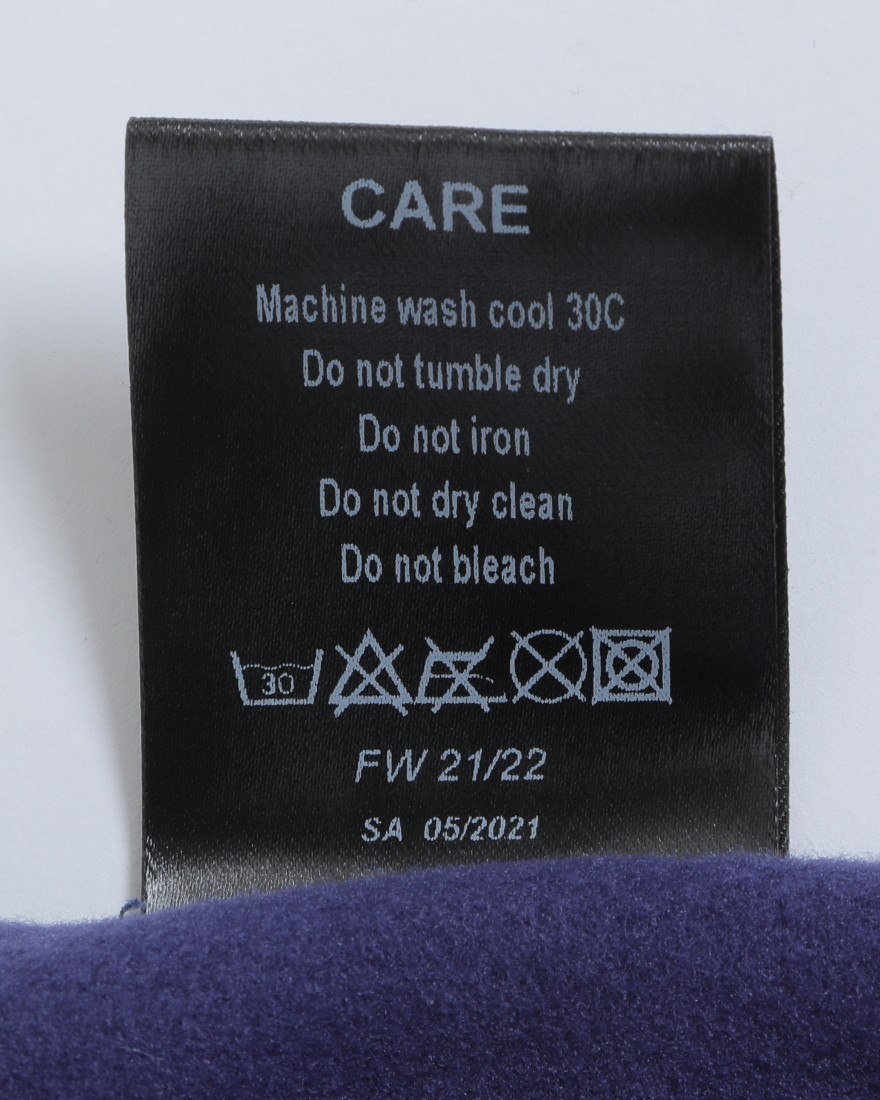 CARE
Machine wash cool 30C
Do not tumble dry
Do not iron
Do not dry clean
Do not bleach
30
FW 21/22
SA 05/2021